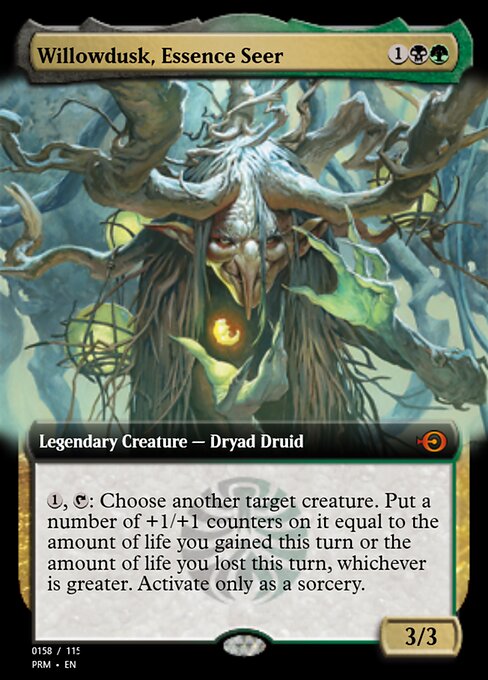 Willowdusk, Essence Seer 1
Legendary Creature — Dryad Druid
1, T: Choose another target creature. Put a
number of +1/+1 counters on it equal to the
amount of life you gained this turn or the
amount of life you lost this turn, whichever
is greater. Activate only as a sorcery.
3/3
0158 / 115
PRM • EN